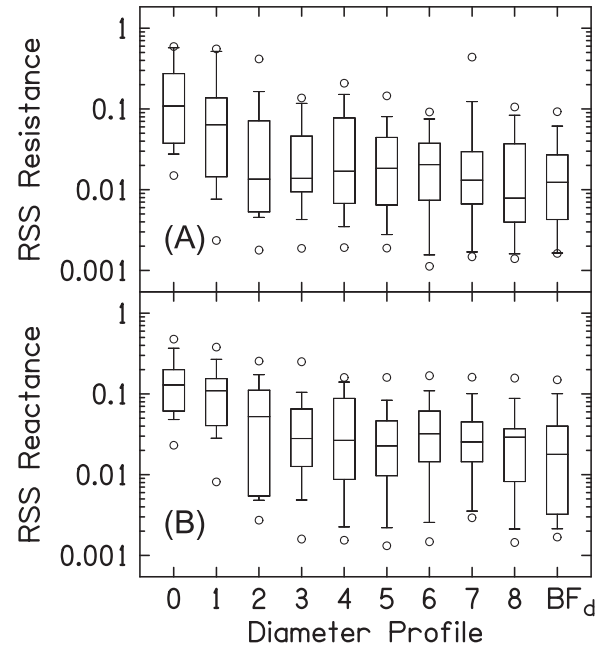 RSS Resistance
1
0.1
0.01
0.001
(A)
RSS Reactance
1
0.1
0.01
0.001
(B)
0 1 2 3 4 5 6 7 8 BFd
Diameter Profile